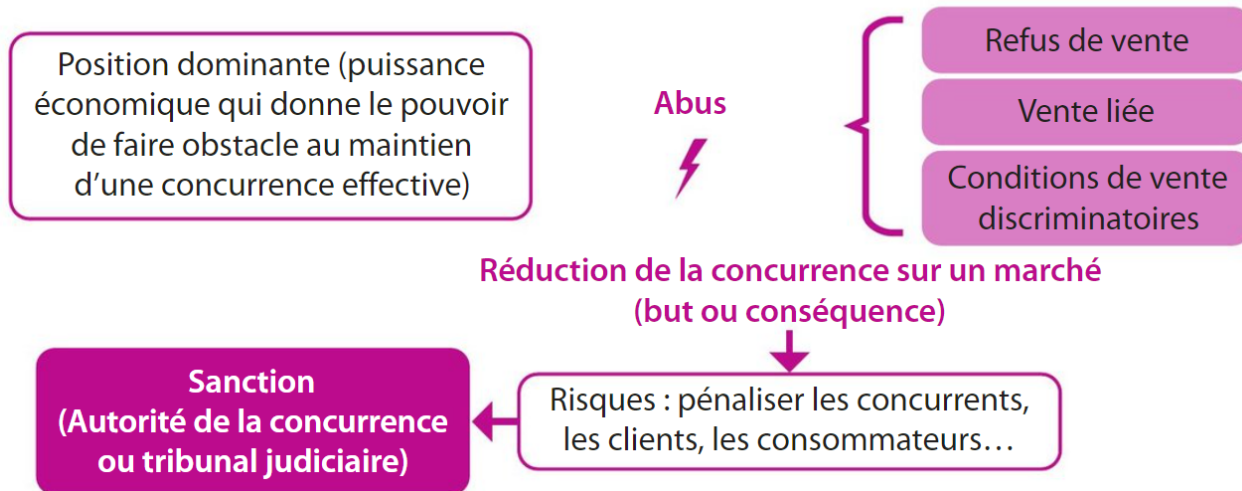 Position dominante (puissance
économique qui donne le pouvoir
de faire obstacle au maintien
d’une concurrence effective)
Abus
Refus de vente
Vente liée
Conditions de vente
discriminatoires
Réduction de la concurrence sur un marché
(but ou conséquence)
Risques : pénaliser les concurrents,
les clients, les consommateurs…
Sanction
(Autorité de la concurrence
ou tribunal judiciaire)